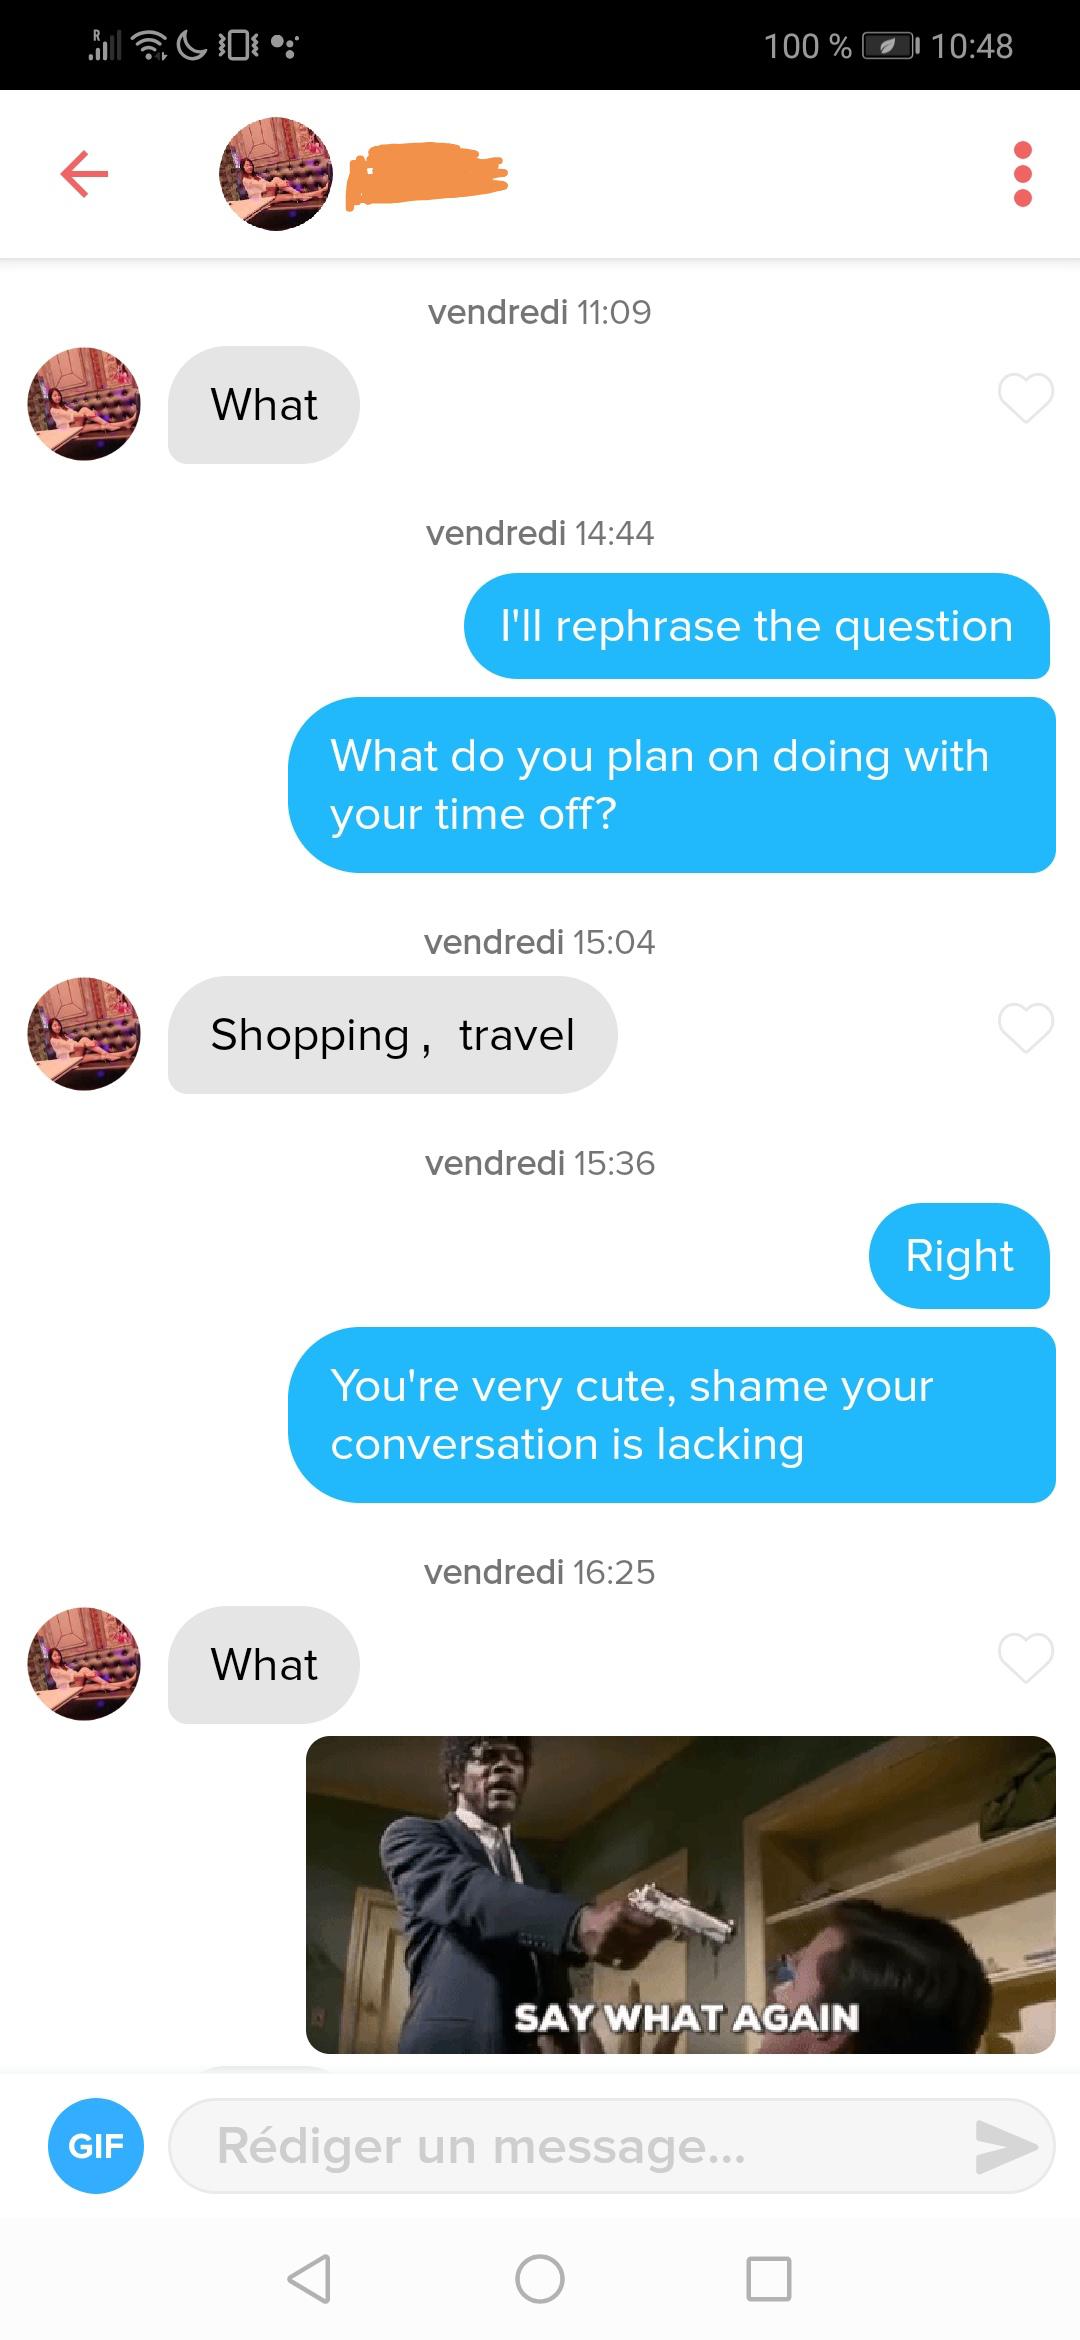 R
100 %
10:48
vendredi 11:09
What
vendredi 14:44
I'll rephrase the question
What do you plan on doing with
your time off?
vendredi 15:04
Shopping ,  travel
vendredi 15:36
Right
You're very cute, shame your
conversation is lacking
vendredi 16:25
What
SAY WHAT AGAIN
GIF
Rédiger un message...